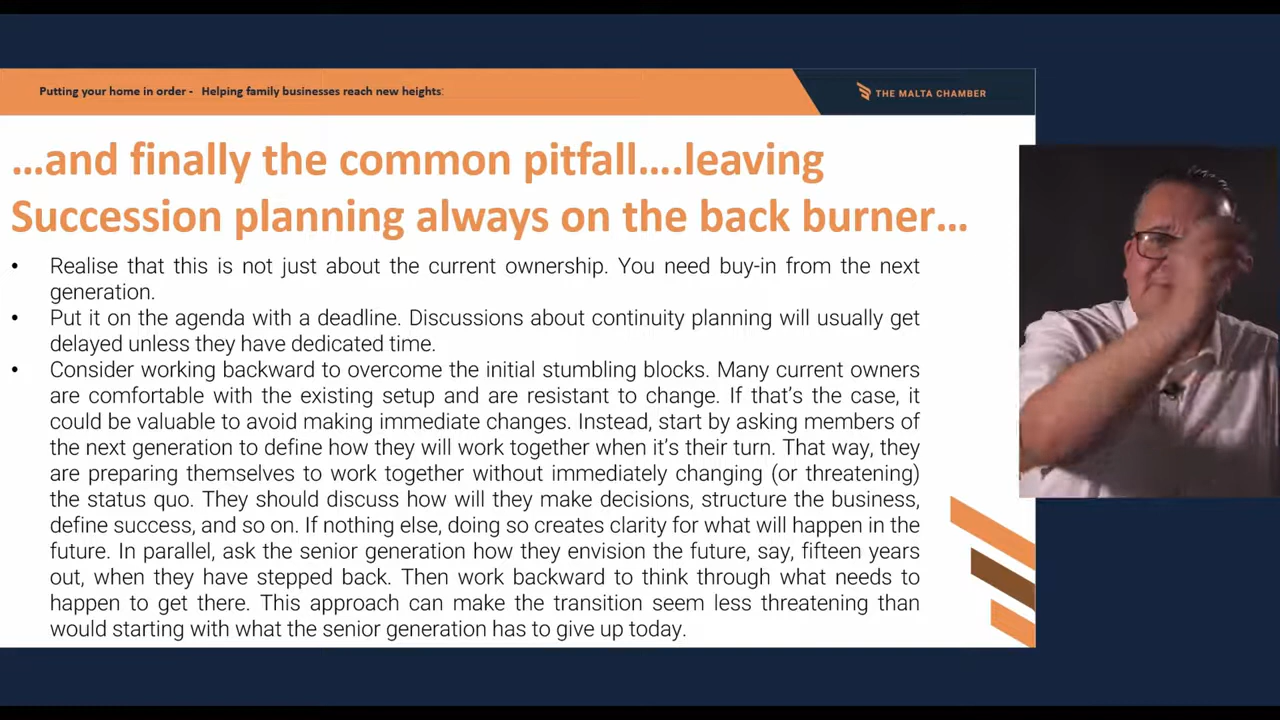 Putting your home in order - Helping family businesses reach new heights:
THE MALTA CHAMBER
...and finally the common pitfall....leaving
Succession planning always on the back burner...
• Realise that this is not just about the current ownership. You need buy-in from the next
generation.
• Put it on the agenda with a deadline. Discussions about continuity planning will usually get
delayed unless they have dedicated time.
• Consider working backward to overcome the initial stumbling blocks. Many current owners
are comfortable with the existing setup and are resistant to change. If that's the case, it
could be valuable to avoid making immediate changes. Instead, start by asking members of
the next generation to define how they will work together when it's their turn. That way, they
are preparing themselves to work together without immediately changing (or threatening)
the status quo. They should discuss how will they make decisions, structure the business,
define success, and so on. If nothing else, doing so creates clarity for what will happen in the
future. In parallel, ask the senior generation how they envision the future, say, fifteen years
out, when they have stepped back. Then work backward to think through what needs to
happen to get there. This approach can make the transition seem less threatening than
would starting with what the senior generation has to give up today.